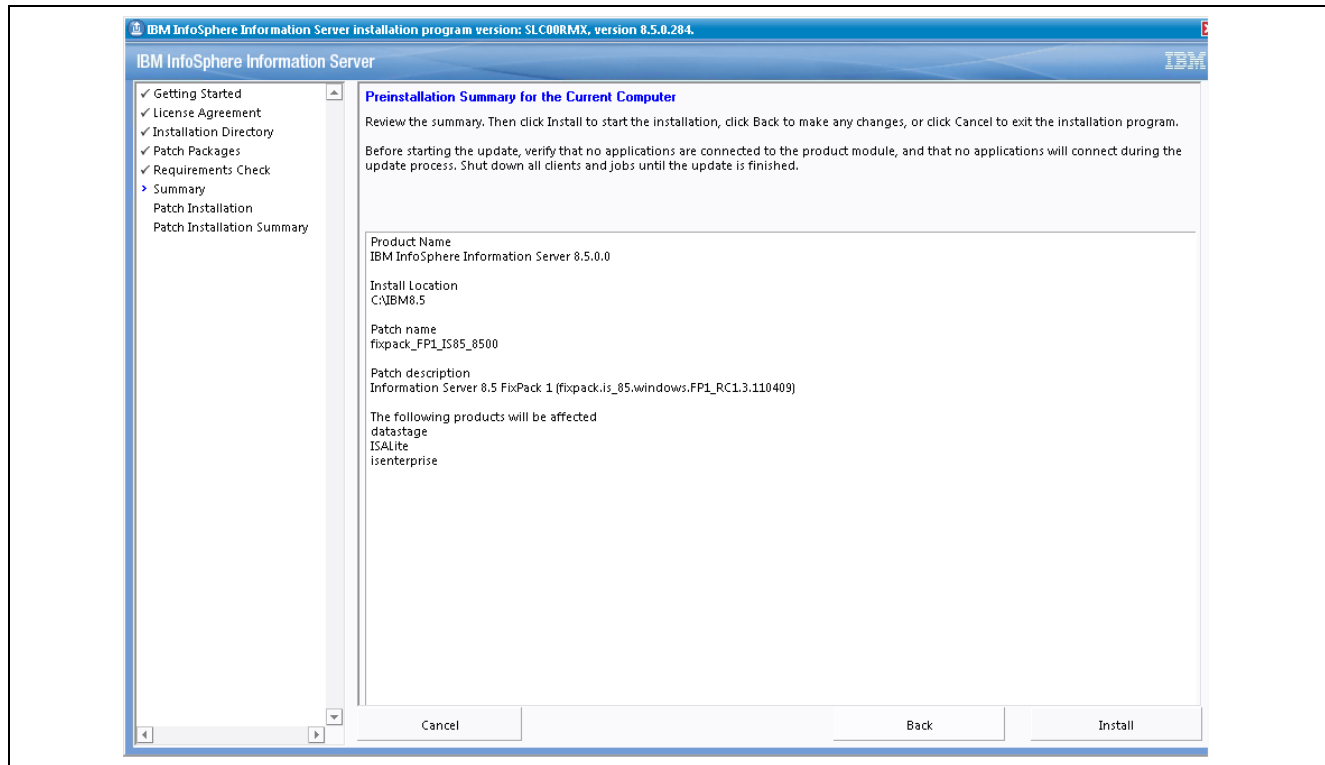 IBM InfoSphere Information Server installation program version: SLC00RMX, version 8.5.0.284.
IBM InfoSphere Information Server
IBM
✓ Getting Started
✓ License Agreement
✓ Installation Directory
✓ Patch Packages
✓ Requirements Check
> Summary
Patch Installation
Patch Installation Summary
Preinstallation Summary for the Current Computer
Review the summary. Then click Install to start the installation, click Back to make any changes, or click Cancel to exit the installation program.
Before starting the update, verify that no applications are connected to the product module, and that no applications will connect during the
update process. Shut down all clients and jobs until the update is finished.
Product Name
IBM InfoSphere Information Server 8.5.0.0
Install Location
C:\IBM8.5
Patch name
fixpack_FP1_IS85_8500
Patch description
Information Server 8.5 FixPack 1 (fixpack.is_85.windows.FP1_RC1.3.110409)
The following products will be affected
datastage
ISALite
isenterprise
Cancel
Back
Install